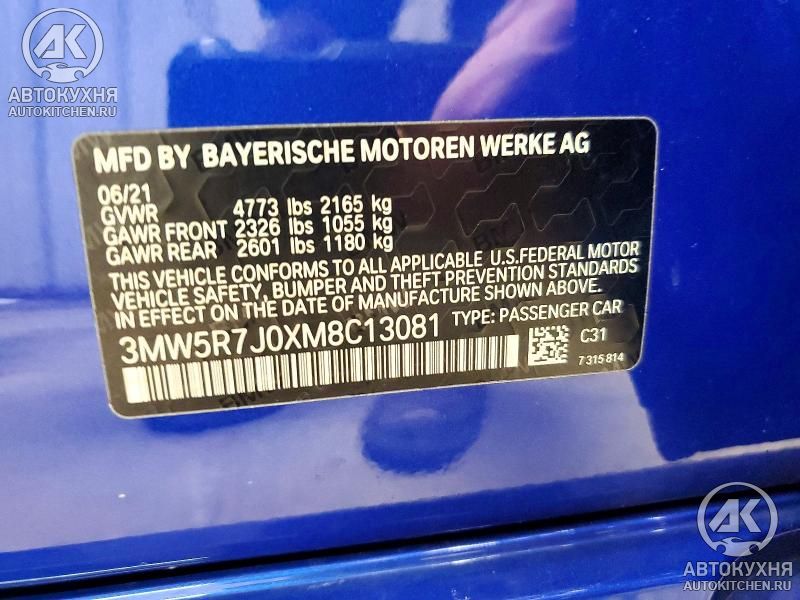 AK
АВТОКУХНЯ
AUTOKITCHEN.RU
MFD BY BAYERISCHE MOTOREN WERKE AG
06/21
GVWR 4773 lbs 2165 kg
GAWR FRONT 2326 lbs 1055 kg
GAWR REAR 2601 lbs 1180 kg
THIS VEHICLE CONFORMS TO ALL APPLICABLE U.S.FEDERAL MOTOR
VEHICLE SAFETY, BUMPER AND THEFT PREVENTION STANDARDS
IN EFFECT ON THE DATE OF MANUFACTURE SHOWN ABOVE.
3MW5R7J0XM8C13081 TYPE: PASSENGER CAR
C31
7 315 814
AK
АВТОКУХНЯ
AUTOKITCHEN.RU